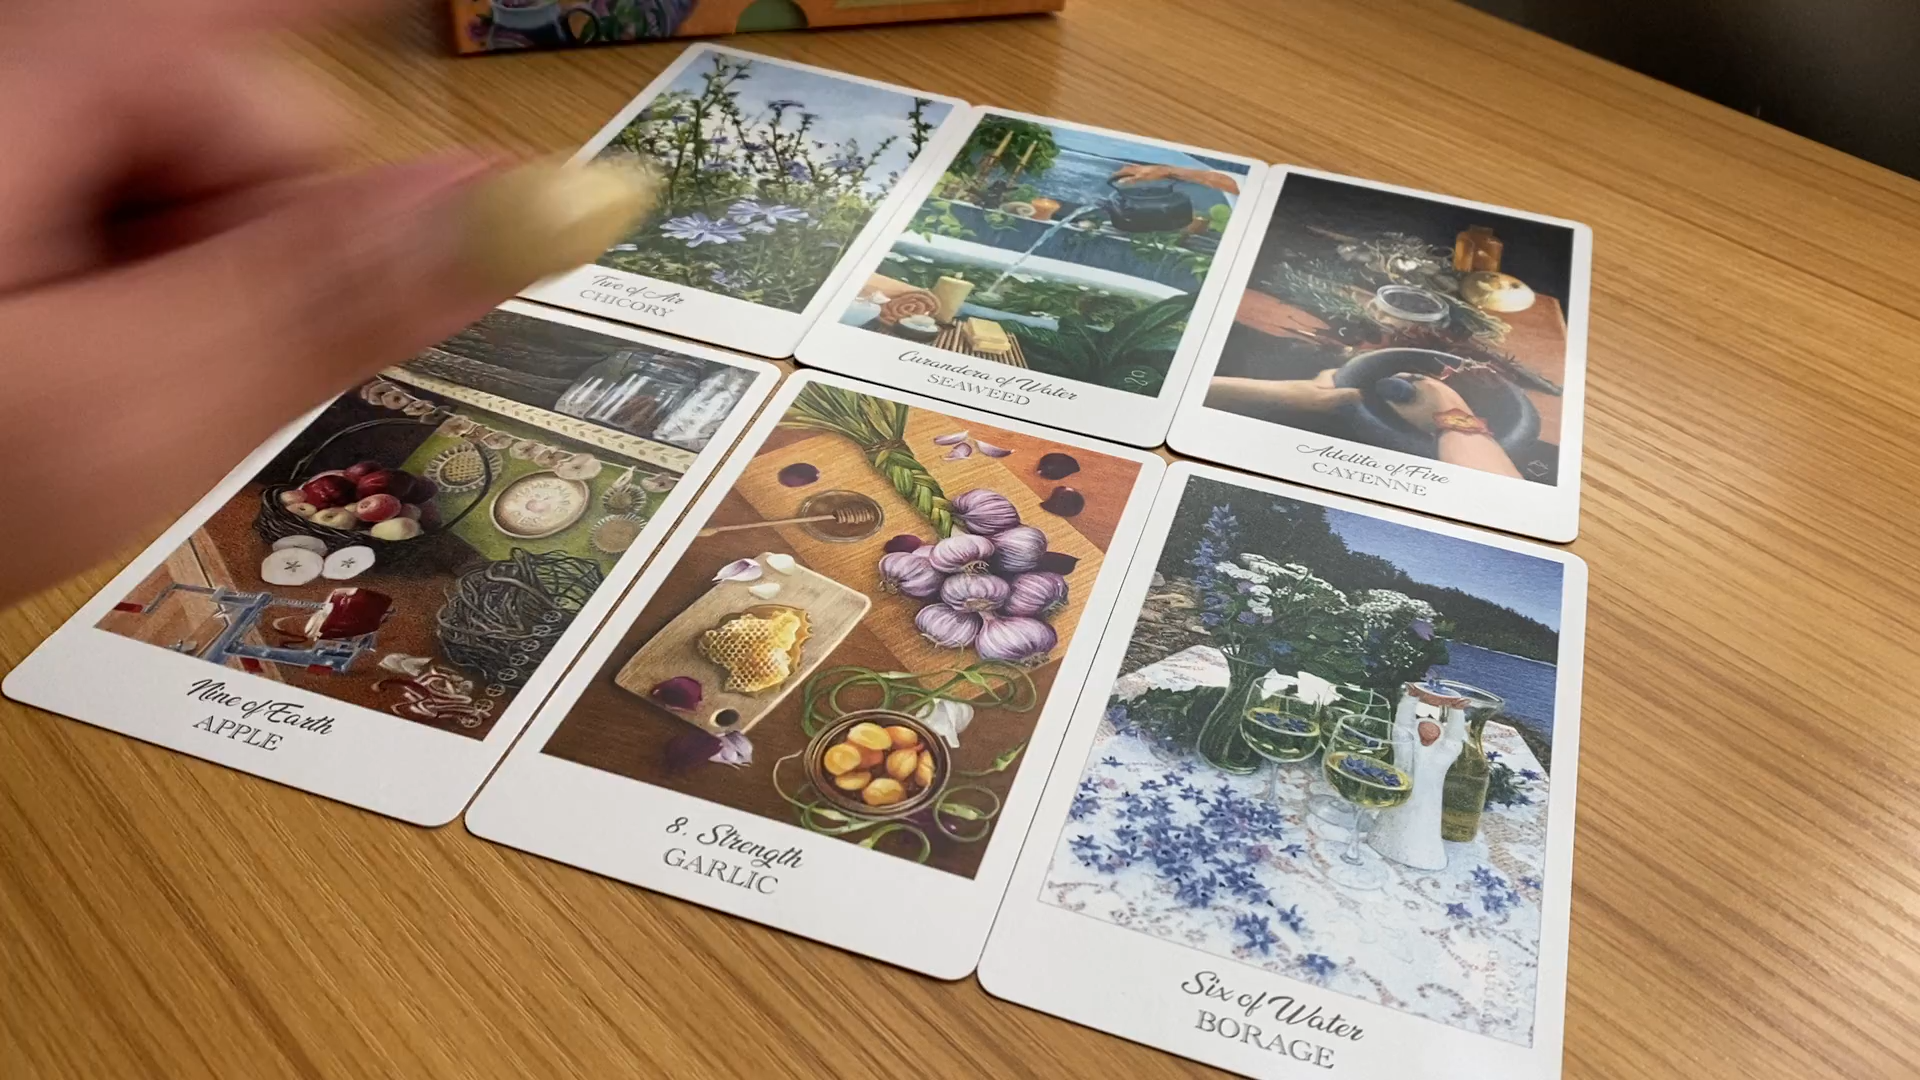 Two of Air
CHICORY
Curandera of Water
SEAWEED
Adelita of Fire
CAYENNE
Nine of Earth
APPLE
8. Strength
GARLIC
Six of Water
BORAGE